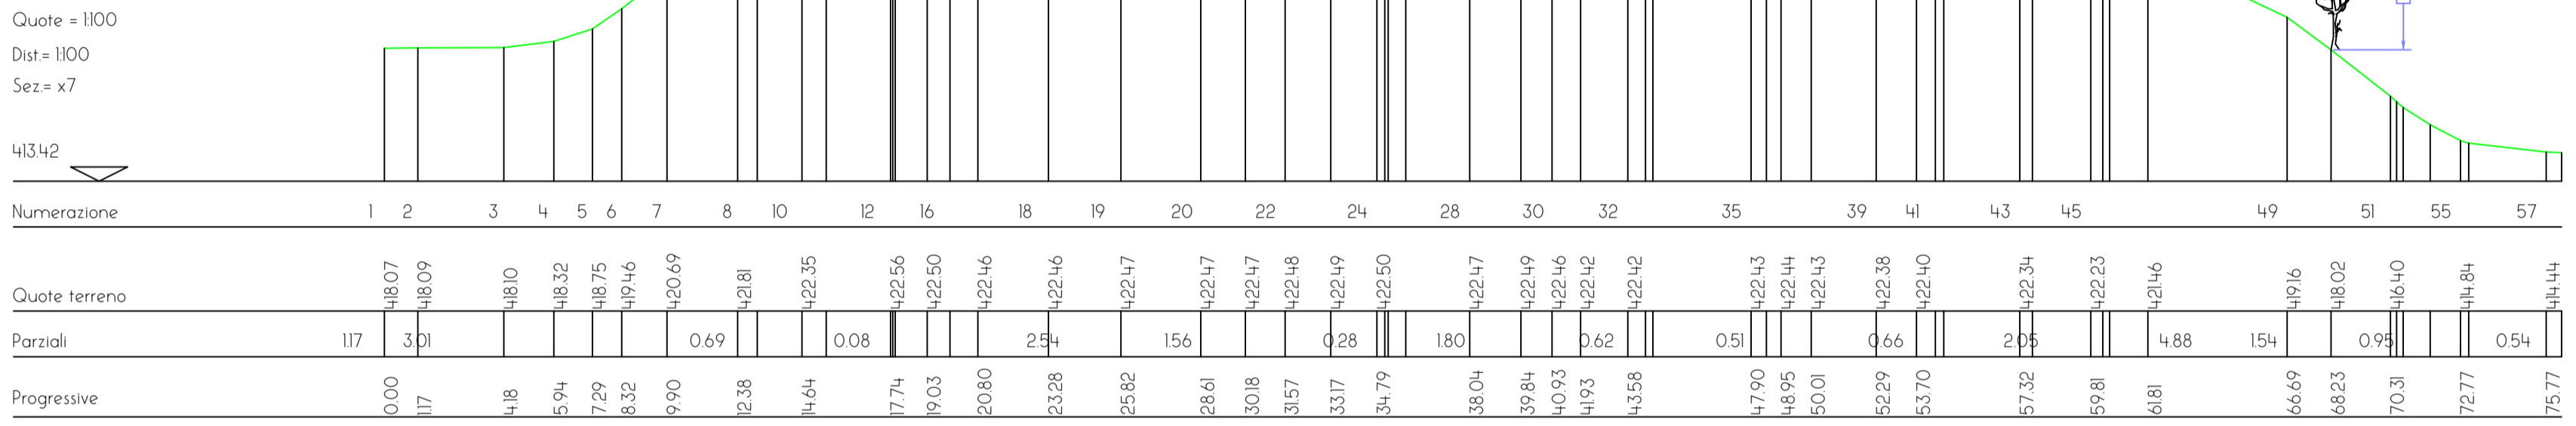 Quote = 1:100
Dist.= 1:100
Sez.= x7
413.42
Numerazione 1 2 3 4 5 6 7 8 10 12 16 18 19 20 22 24 28 30 32 35 39 41 43 45 49 51 55 57
Quote terreno 418.07 418.09 418.10 418.32 418.75 419.46 420.69 421.81 422.35 422.56 422.50 422.46 422.46 422.47 422.47 422.47 422.48 422.49 422.50 422.47 422.49 422.46 422.42 422.42 422.43 422.44 422.43 422.38 422.40 422.34 422.23 421.46 419.16 418.02 416.40 414.84 414.44
Parziali 1.17 3.01 0.69 0.08 2.54 1.56 0.28 1.80 0.62 0.51 0.66 2.05 4.88 1.54 0.95 0.54
Progressive 0.00 1.17 4.18 5.94 7.29 8.32 9.90 12.38 14.64 17.74 19.03 20.80 23.28 25.82 28.61 30.18 31.57 33.17 34.79 38.04 39.84 40.93 41.93 43.58 47.90 48.95 50.01 52.29 53.70 57.32 59.81 61.81 66.69 68.23 70.31 72.77 75.77